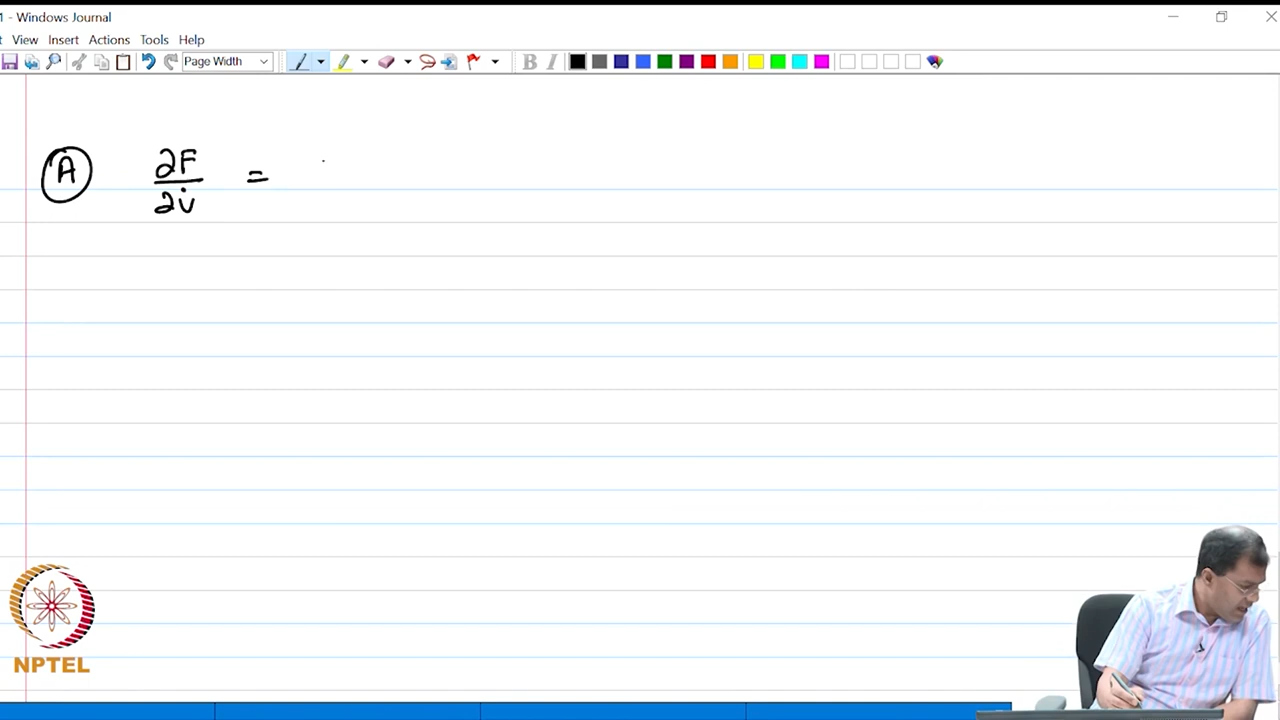 1 - Windows Journal
t View Insert Actions Tools Help
Page Width
B I
A ∂F/∂v̇ =
NPTEL